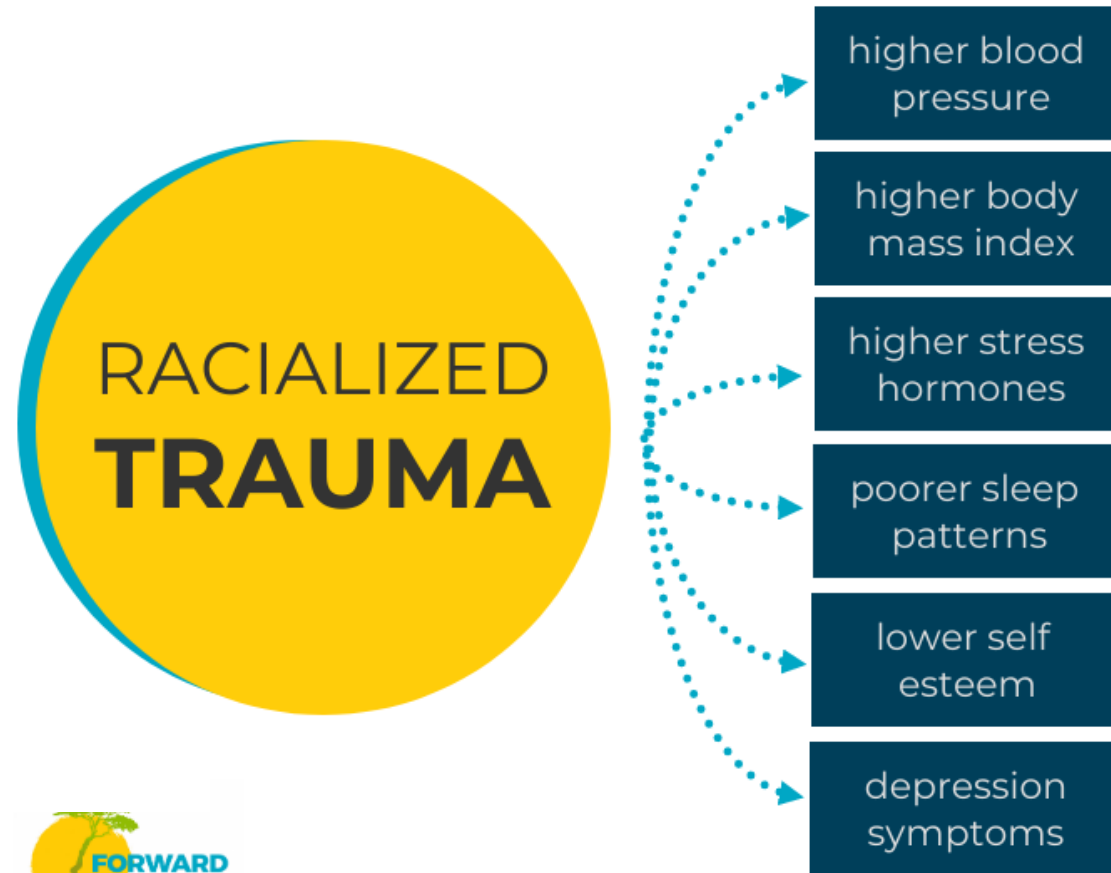 RACIALIZED
TRAUMA
higher blood
pressure
higher body
mass index
higher stress
hormones
poorer sleep
patterns
lower self
esteem
depression
symptoms
FORWARD